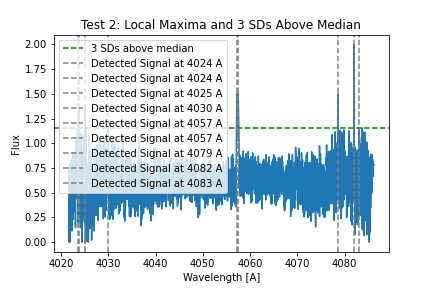 Test 2: Local Maxima and 3 SDs Above Median
2.00
1.75
1.50
1.25
1.00
0.75
0.50
0.25
0.00
Flux
3 SDs above median
Detected Signal at 4024 A
Detected Signal at 4024 A
Detected Signal at 4025 A
Detected Signal at 4030 A
Detected Signal at 4057 A
Detected Signal at 4057 A
Detected Signal at 4079 A
Detected Signal at 4082 A
Detected Signal at 4083 A
4020 4030 4040 4050 4060 4070 4080
Wavelength [A]